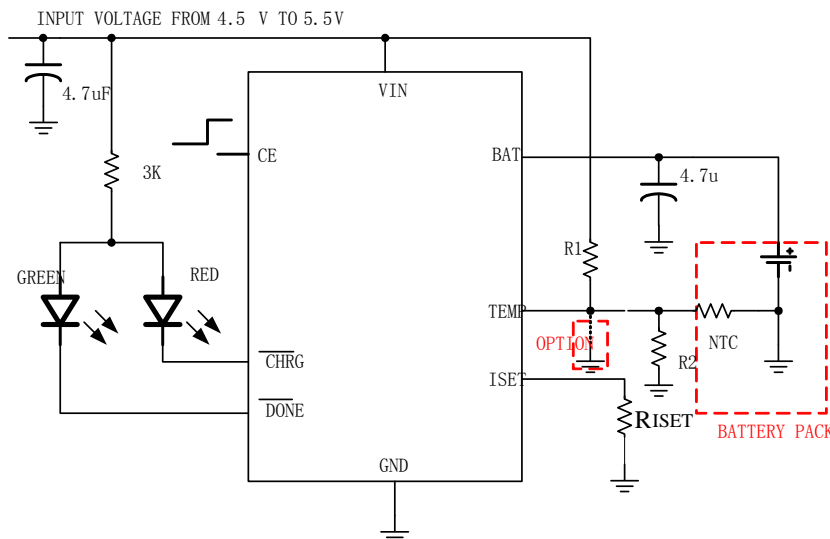 INPUT VOLTAGE FROM 4.5 V TO 5.5V
4.7uF
VIN
CE
BAT
3K
4.7u
R1
GREEN
RED
+
-
TEMP
OPTION
NTC
R2
CHRG
ISET
DONE
RISET
BATTERY PACK
GND